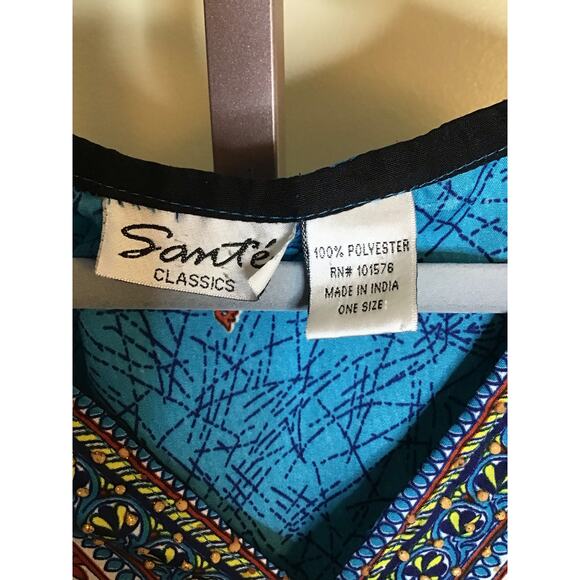 Santé
CLASSICS
100% POLYESTER
RN# 101576
MADE IN INDIA
ONE SIZE